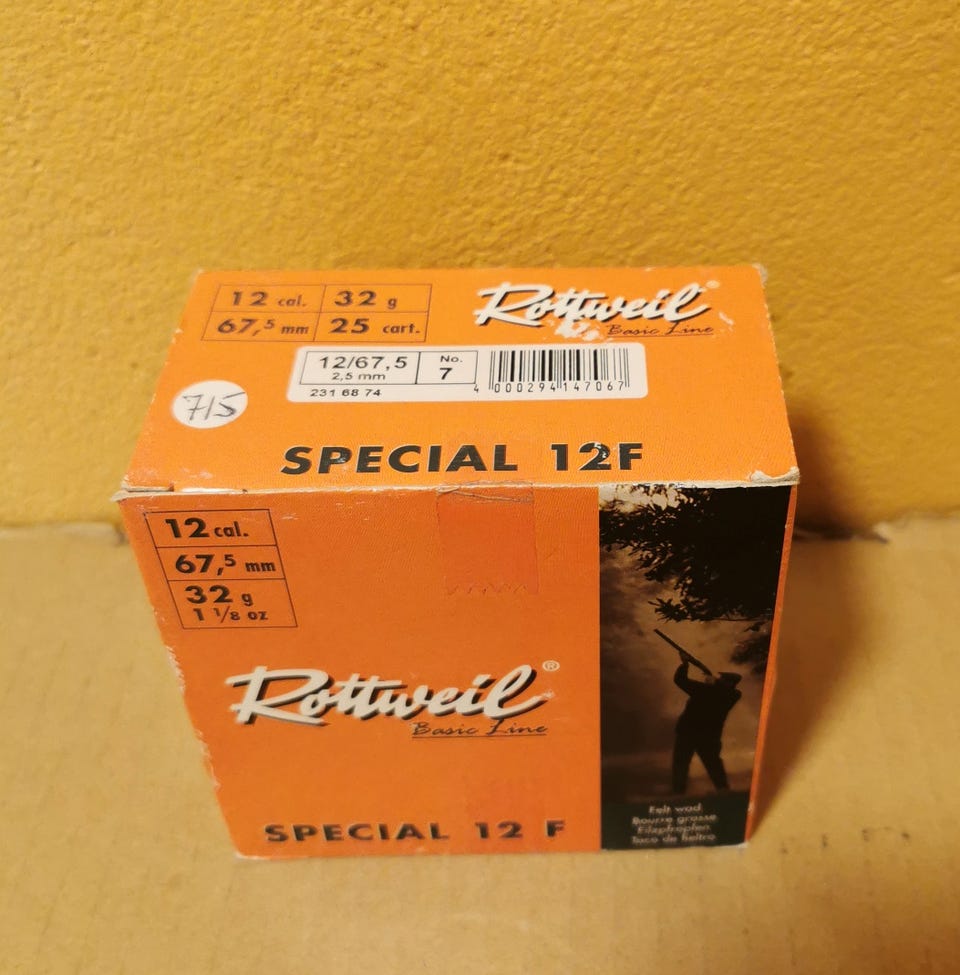 12 cal. 32 g
67,5 mm 25 cart.
Rottweil®
Basic Line
12/67,5 No.
2,5 mm 7
231 68 74
4 000294 147067
715
SPECIAL 12F
12 cal.
67,5 mm
32 g
1 1/8 oz
Rottweil®
Basic Line
SPECIAL 12 F
Felt wad
Bourre grasse
Filzpfropfen
Taco de fieltro